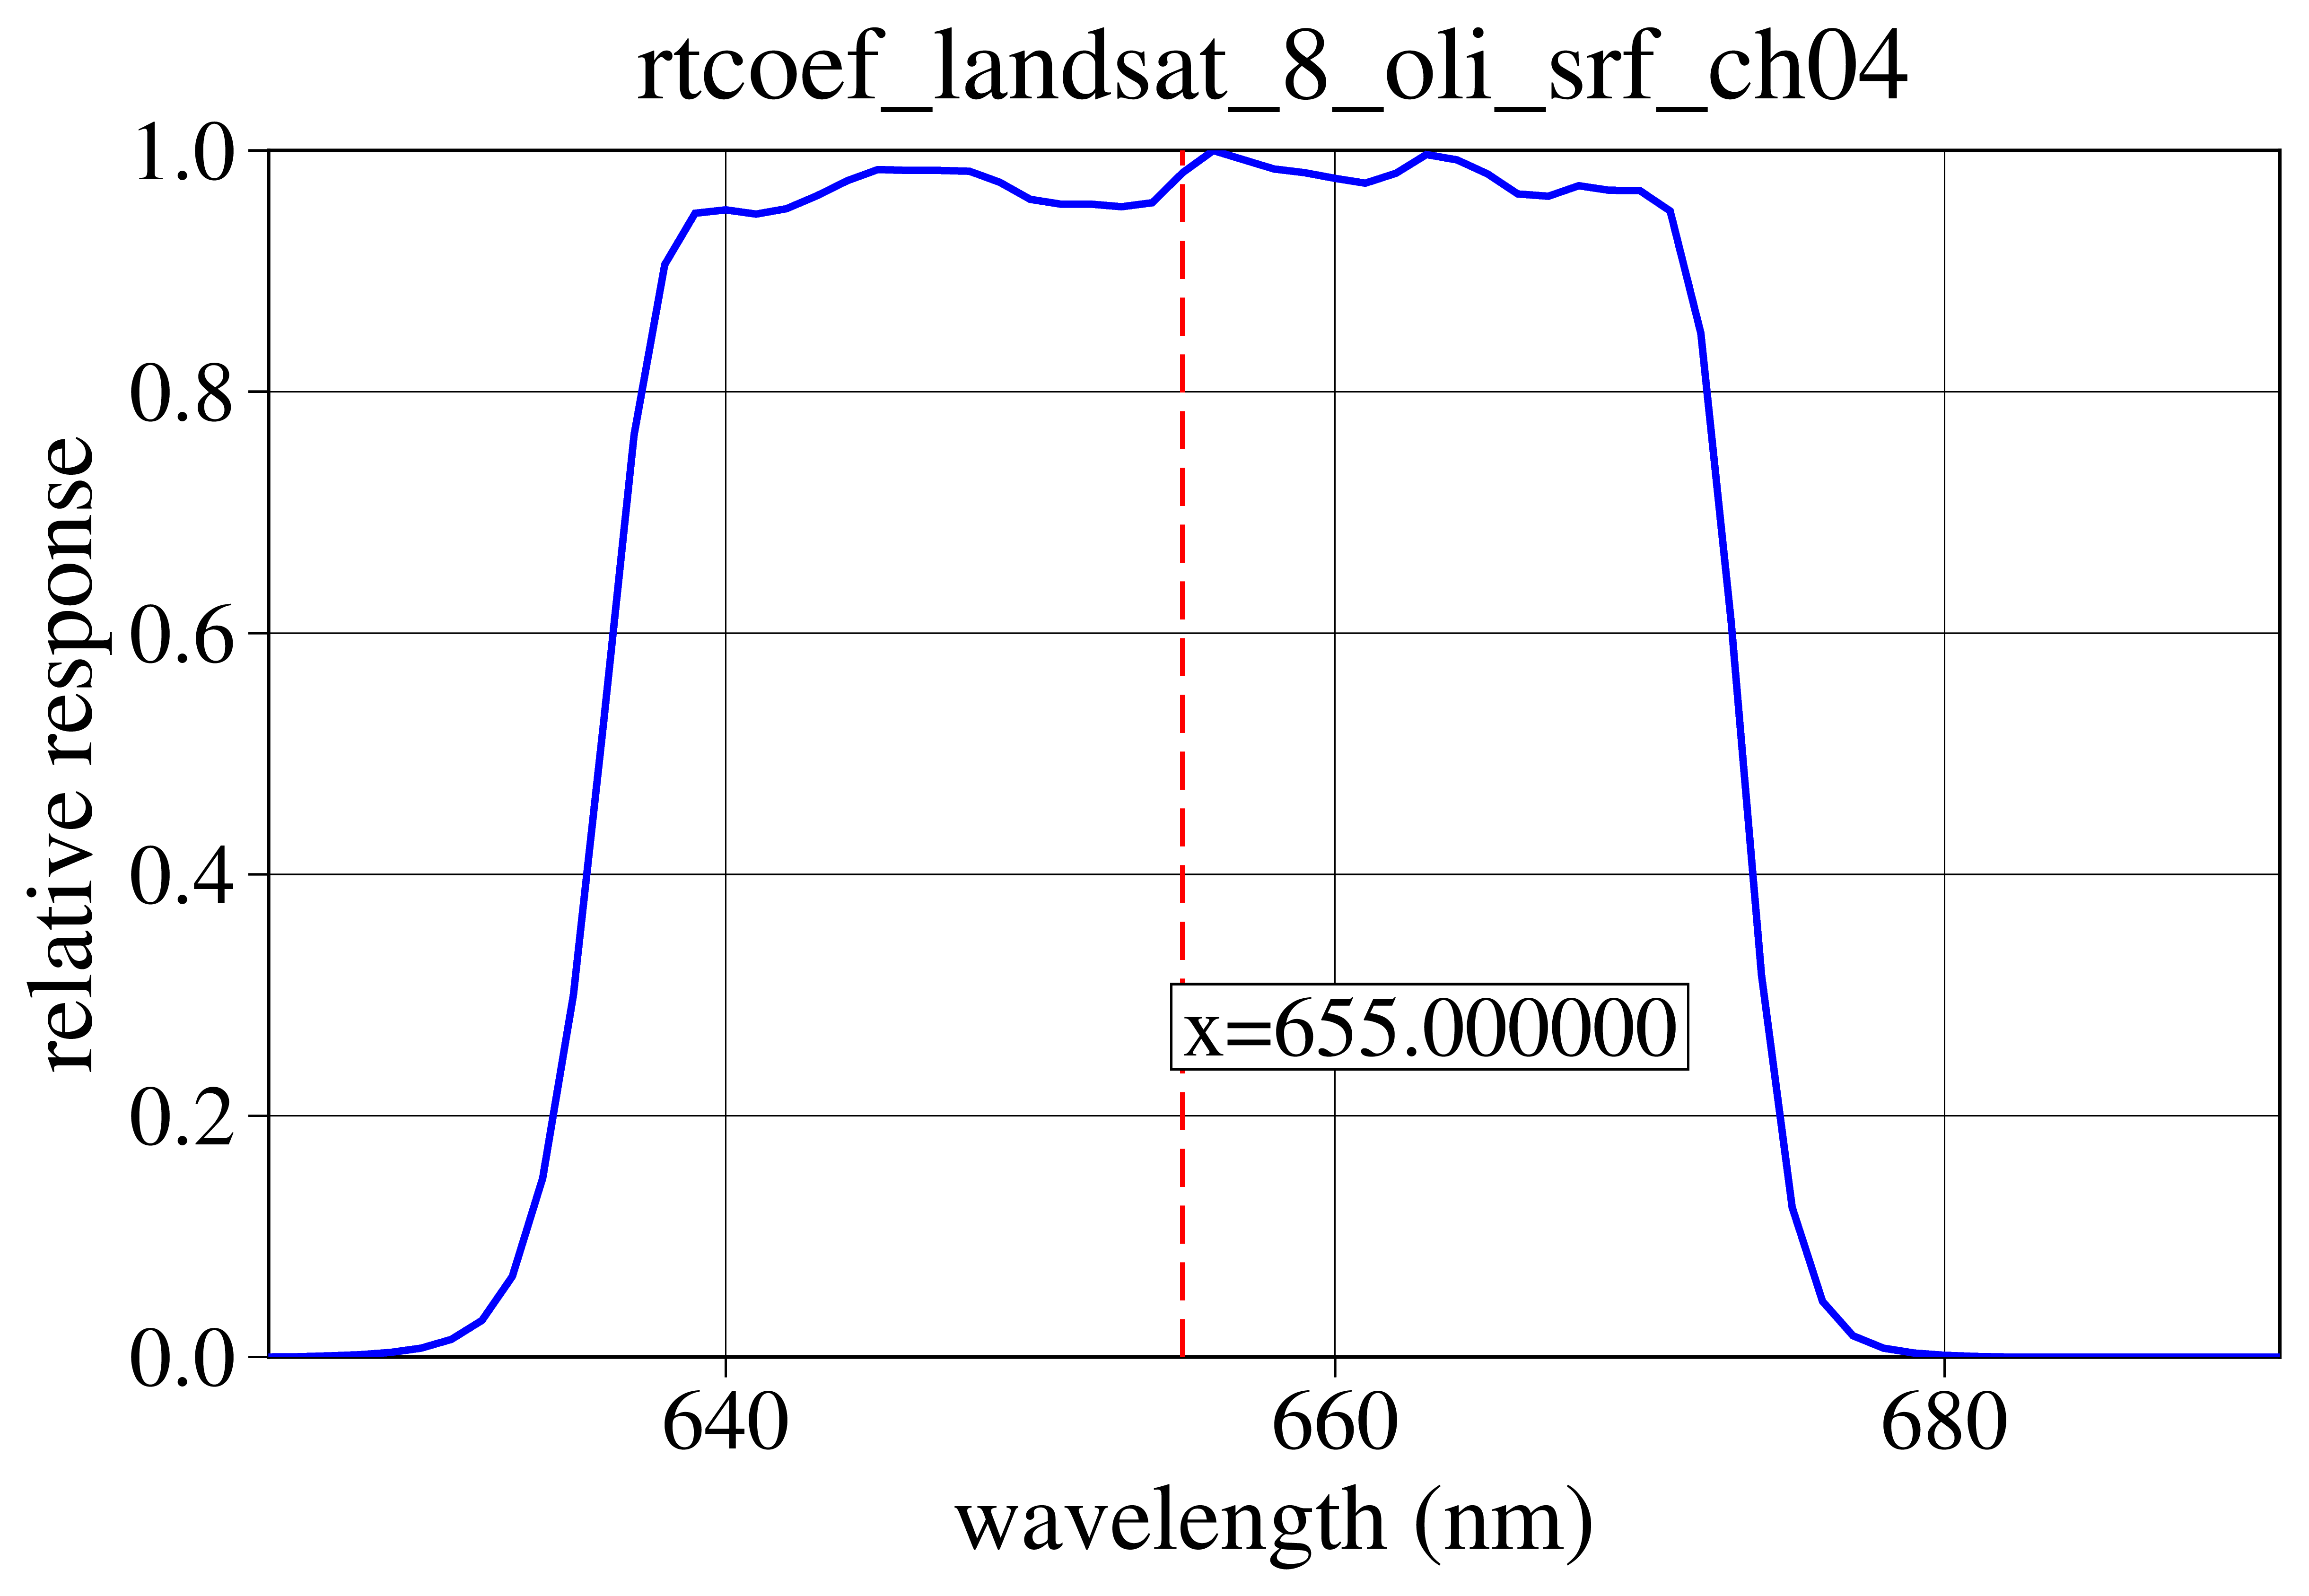 rtcoef_landsat_8_oli_srf_ch04
1.0
0.8
0.6
0.4
0.2
0.0
relative response
x=655.000000
640
660
680
wavelength (nm)